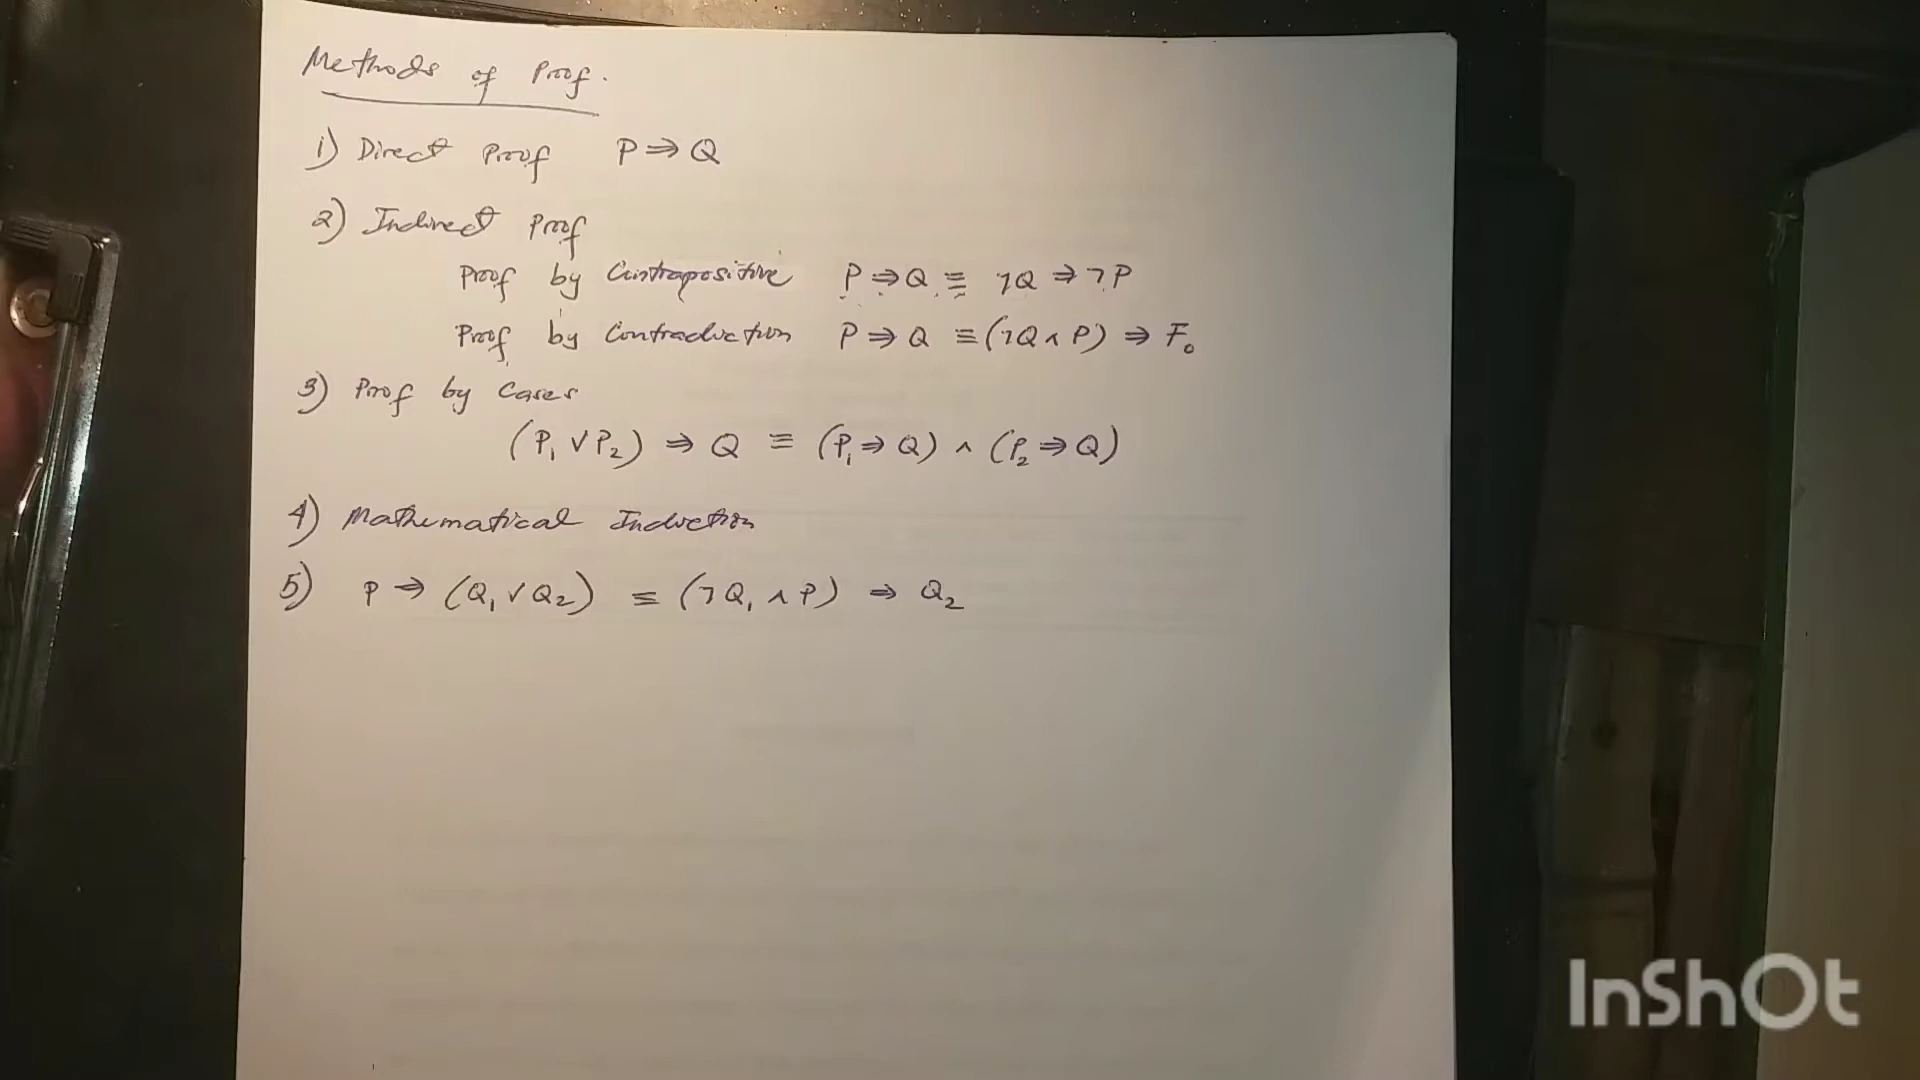 Methods of Proof.
1) Direct Proof P ⇒ Q
2) Indirect Proof
Proof by Contrapositive P ⇒ Q ≡ ¬Q ⇒ ¬P
Proof by Contradiction P ⇒ Q ≡ (¬Q ∧ P) ⇒ F₀
3) Proof by Cases
(P₁ ∨ P₂) ⇒ Q ≡ (P₁ ⇒ Q) ∧ (P₂ ⇒ Q)
4) Mathematical Induction
5) P ⇒ (Q₁ ∨ Q₂) ≡ (¬Q₁ ∧ P) ⇒ Q₂
InShOt